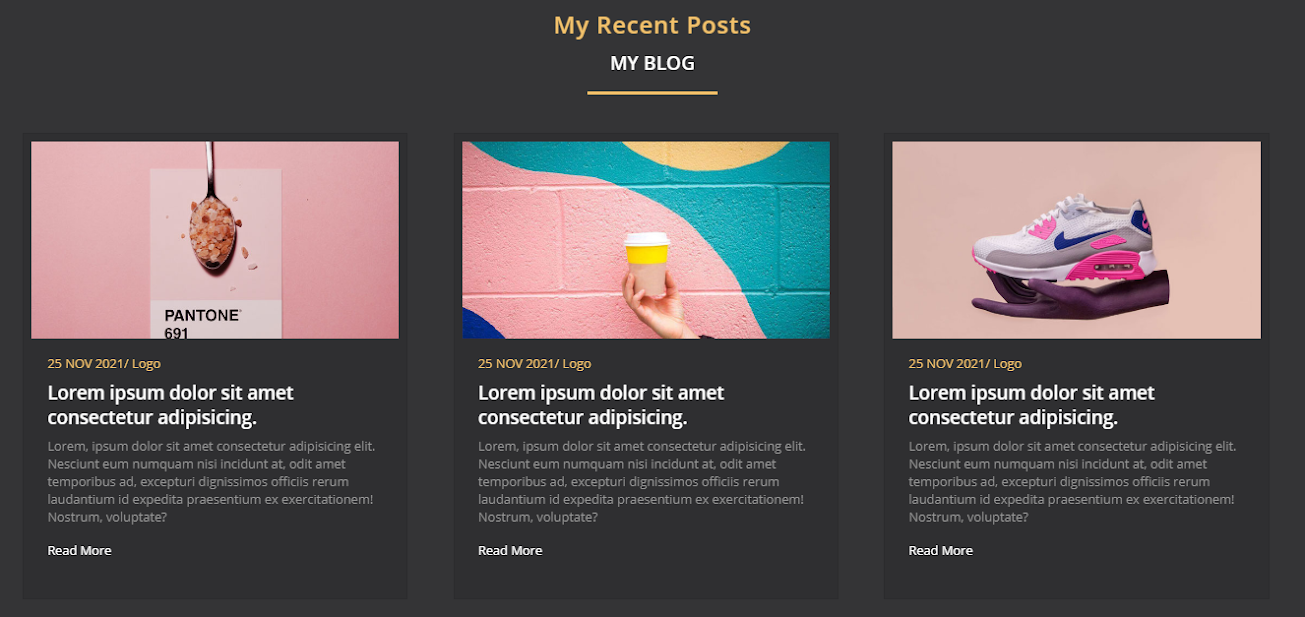 My Recent Posts
MY BLOG
PANTONE®
691
25 NOV 2021/ Logo
Lorem ipsum dolor sit amet
consectetur adipisicing.
Lorem, ipsum dolor sit amet consectetur adipisicing elit.
Nesciunt eum numquam nisi incidunt at, odit amet
temporibus ad, excepturi dignissimos officiis rerum
laudantium id expedita praesentium ex exercitationem!
Nostrum, voluptate?
Read More
25 NOV 2021/ Logo
Lorem ipsum dolor sit amet
consectetur adipisicing.
Lorem, ipsum dolor sit amet consectetur adipisicing elit.
Nesciunt eum numquam nisi incidunt at, odit amet
temporibus ad, excepturi dignissimos officiis rerum
laudantium id expedita praesentium ex exercitationem!
Nostrum, voluptate?
Read More
25 NOV 2021/ Logo
Lorem ipsum dolor sit amet
consectetur adipisicing.
Lorem, ipsum dolor sit amet consectetur adipisicing elit.
Nesciunt eum numquam nisi incidunt at, odit amet
temporibus ad, excepturi dignissimos officiis rerum
laudantium id expedita praesentium ex exercitationem!
Nostrum, voluptate?
Read More